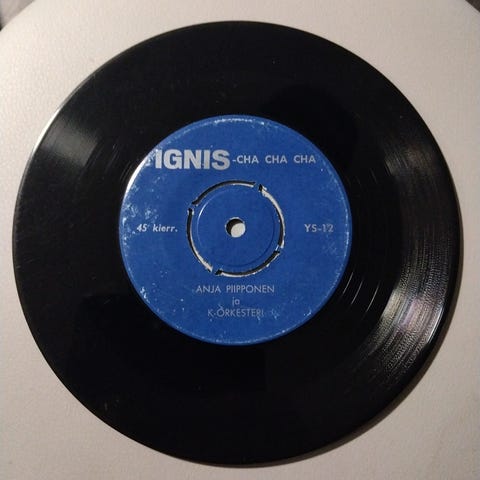 IGNIS-CHA CHA CHA
45 kierr. YS-12
ANJA PIIPPONEN
ja
K-ORKESTERI